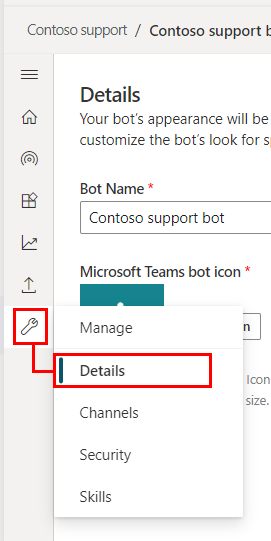 Contoso support / Contoso support b
Details
Your bot's appearance will be
customize the bot's look for sp
Bot Name *
Contoso support bot
Microsoft Teams bot icon *
Manage
Details
Icon
Channels
size.
Security
Skills